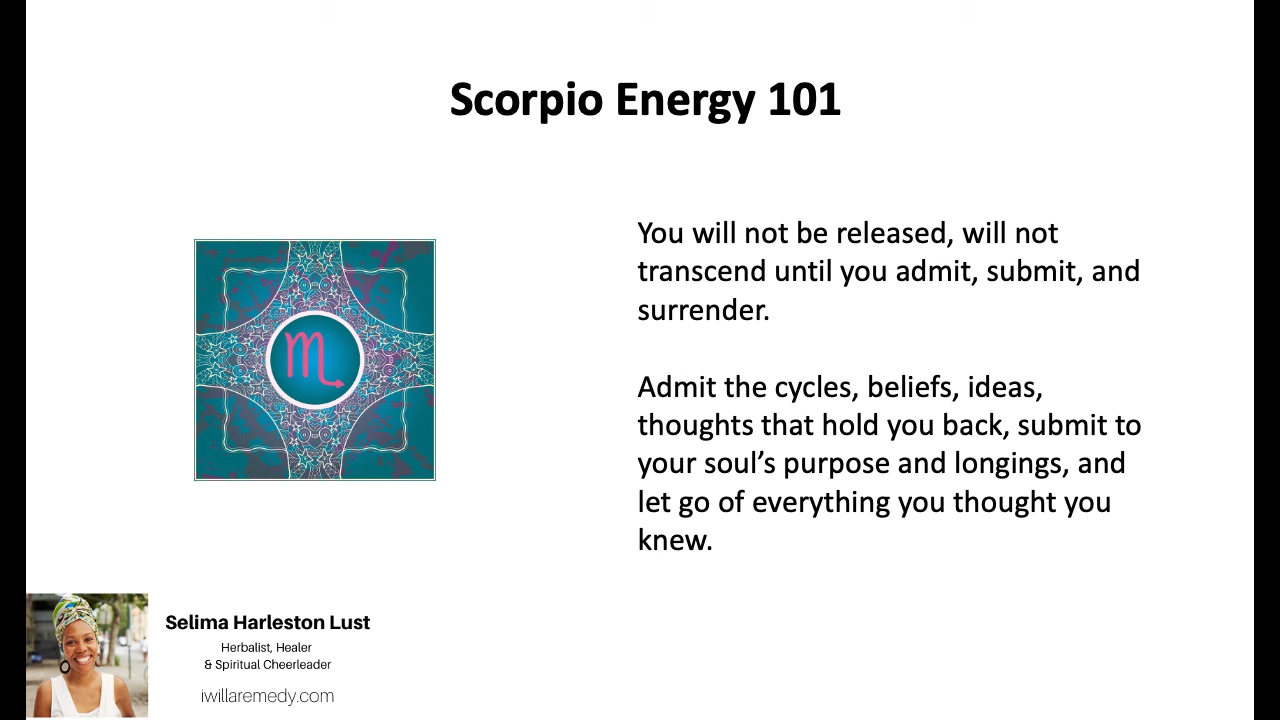 Scorpio Energy 101
You will not be released, will not
transcend until you admit, submit, and
surrender.
Admit the cycles, beliefs, ideas,
thoughts that hold you back, submit to
your soul’s purpose and longings, and
let go of everything you thought you
knew.
Selima Harleston Lust
Herbalist, Healer
& Spiritual Cheerleader
iwillaremedy.com